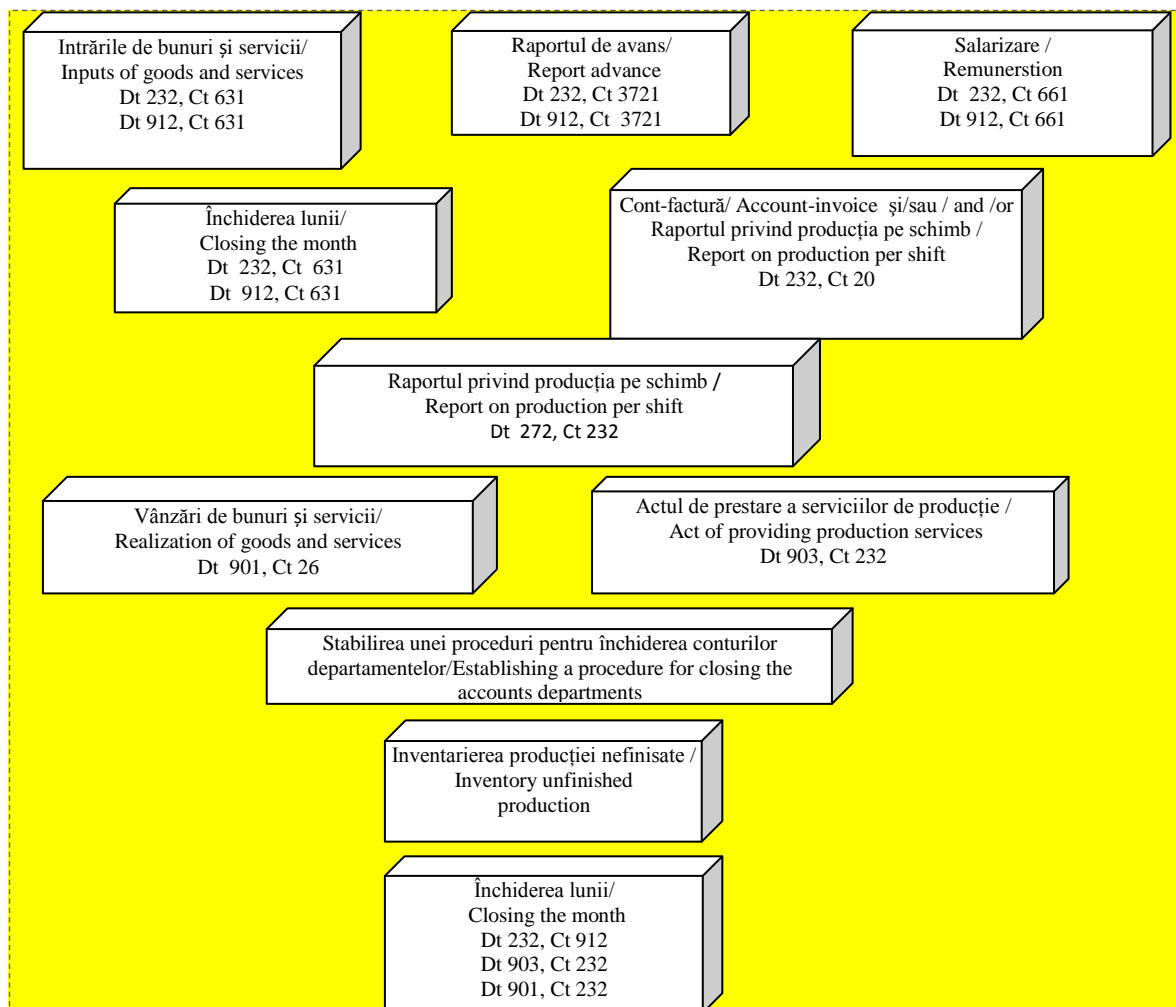 Intrările de bunuri și servicii/
Inputs of goods and services
Dt 232, Ct 631
Dt 912, Ct 631
Raportul de avans/
Report advance
Dt 232, Ct 3721
Dt 912, Ct 3721
Salarizare /
Remunerstion
Dt 232, Ct 661
Dt 912, Ct 661
Închiderea lunii/
Closing the month
Dt 232, Ct 631
Dt 912, Ct 631
Cont-factură/ Account-invoice și/sau / and /or
Raportul privind producția pe schimb /
Report on production per shift
Dt 232, Ct 20
Raportul privind producția pe schimb /
Report on production per shift
Dt 272, Ct 232
Vânzări de bunuri și servicii/
Realization of goods and services
Dt 901, Ct 26
Actul de prestare a serviciilor de producție /
Act of providing production services
Dt 903, Ct 232
Stabilirea unei proceduri pentru închiderea conturilor
departamentelor/Establishing a procedure for closing the
accounts departments
Inventarierea producției nefinisate /
Inventory unfinished
production
Închiderea lunii/
Closing the month
Dt 232, Ct 912
Dt 903, Ct 232
Dt 901, Ct 232